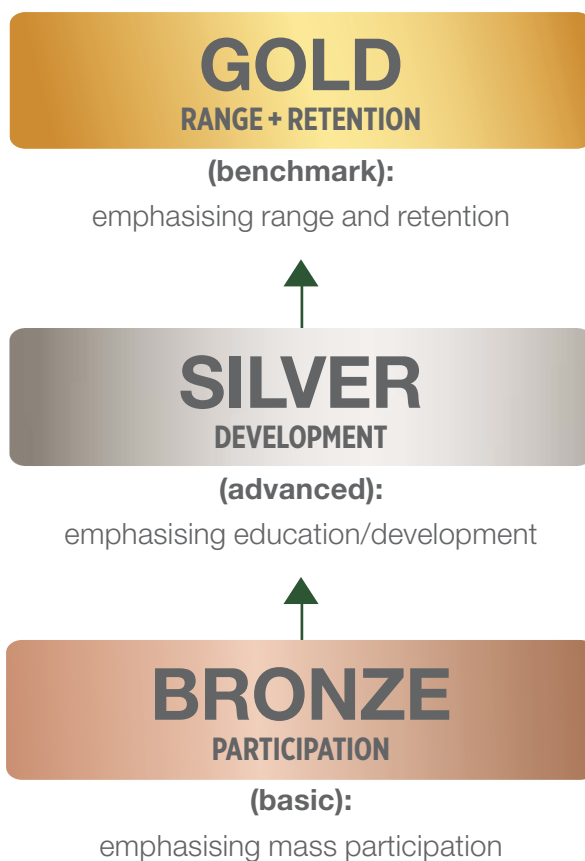 GOLD
RANGE + RETENTION
(benchmark):
emphasising range and retention
SILVER
DEVELOPMENT
(advanced):
emphasising education/development
BRONZE
PARTICIPATION
(basic):
emphasising mass participation